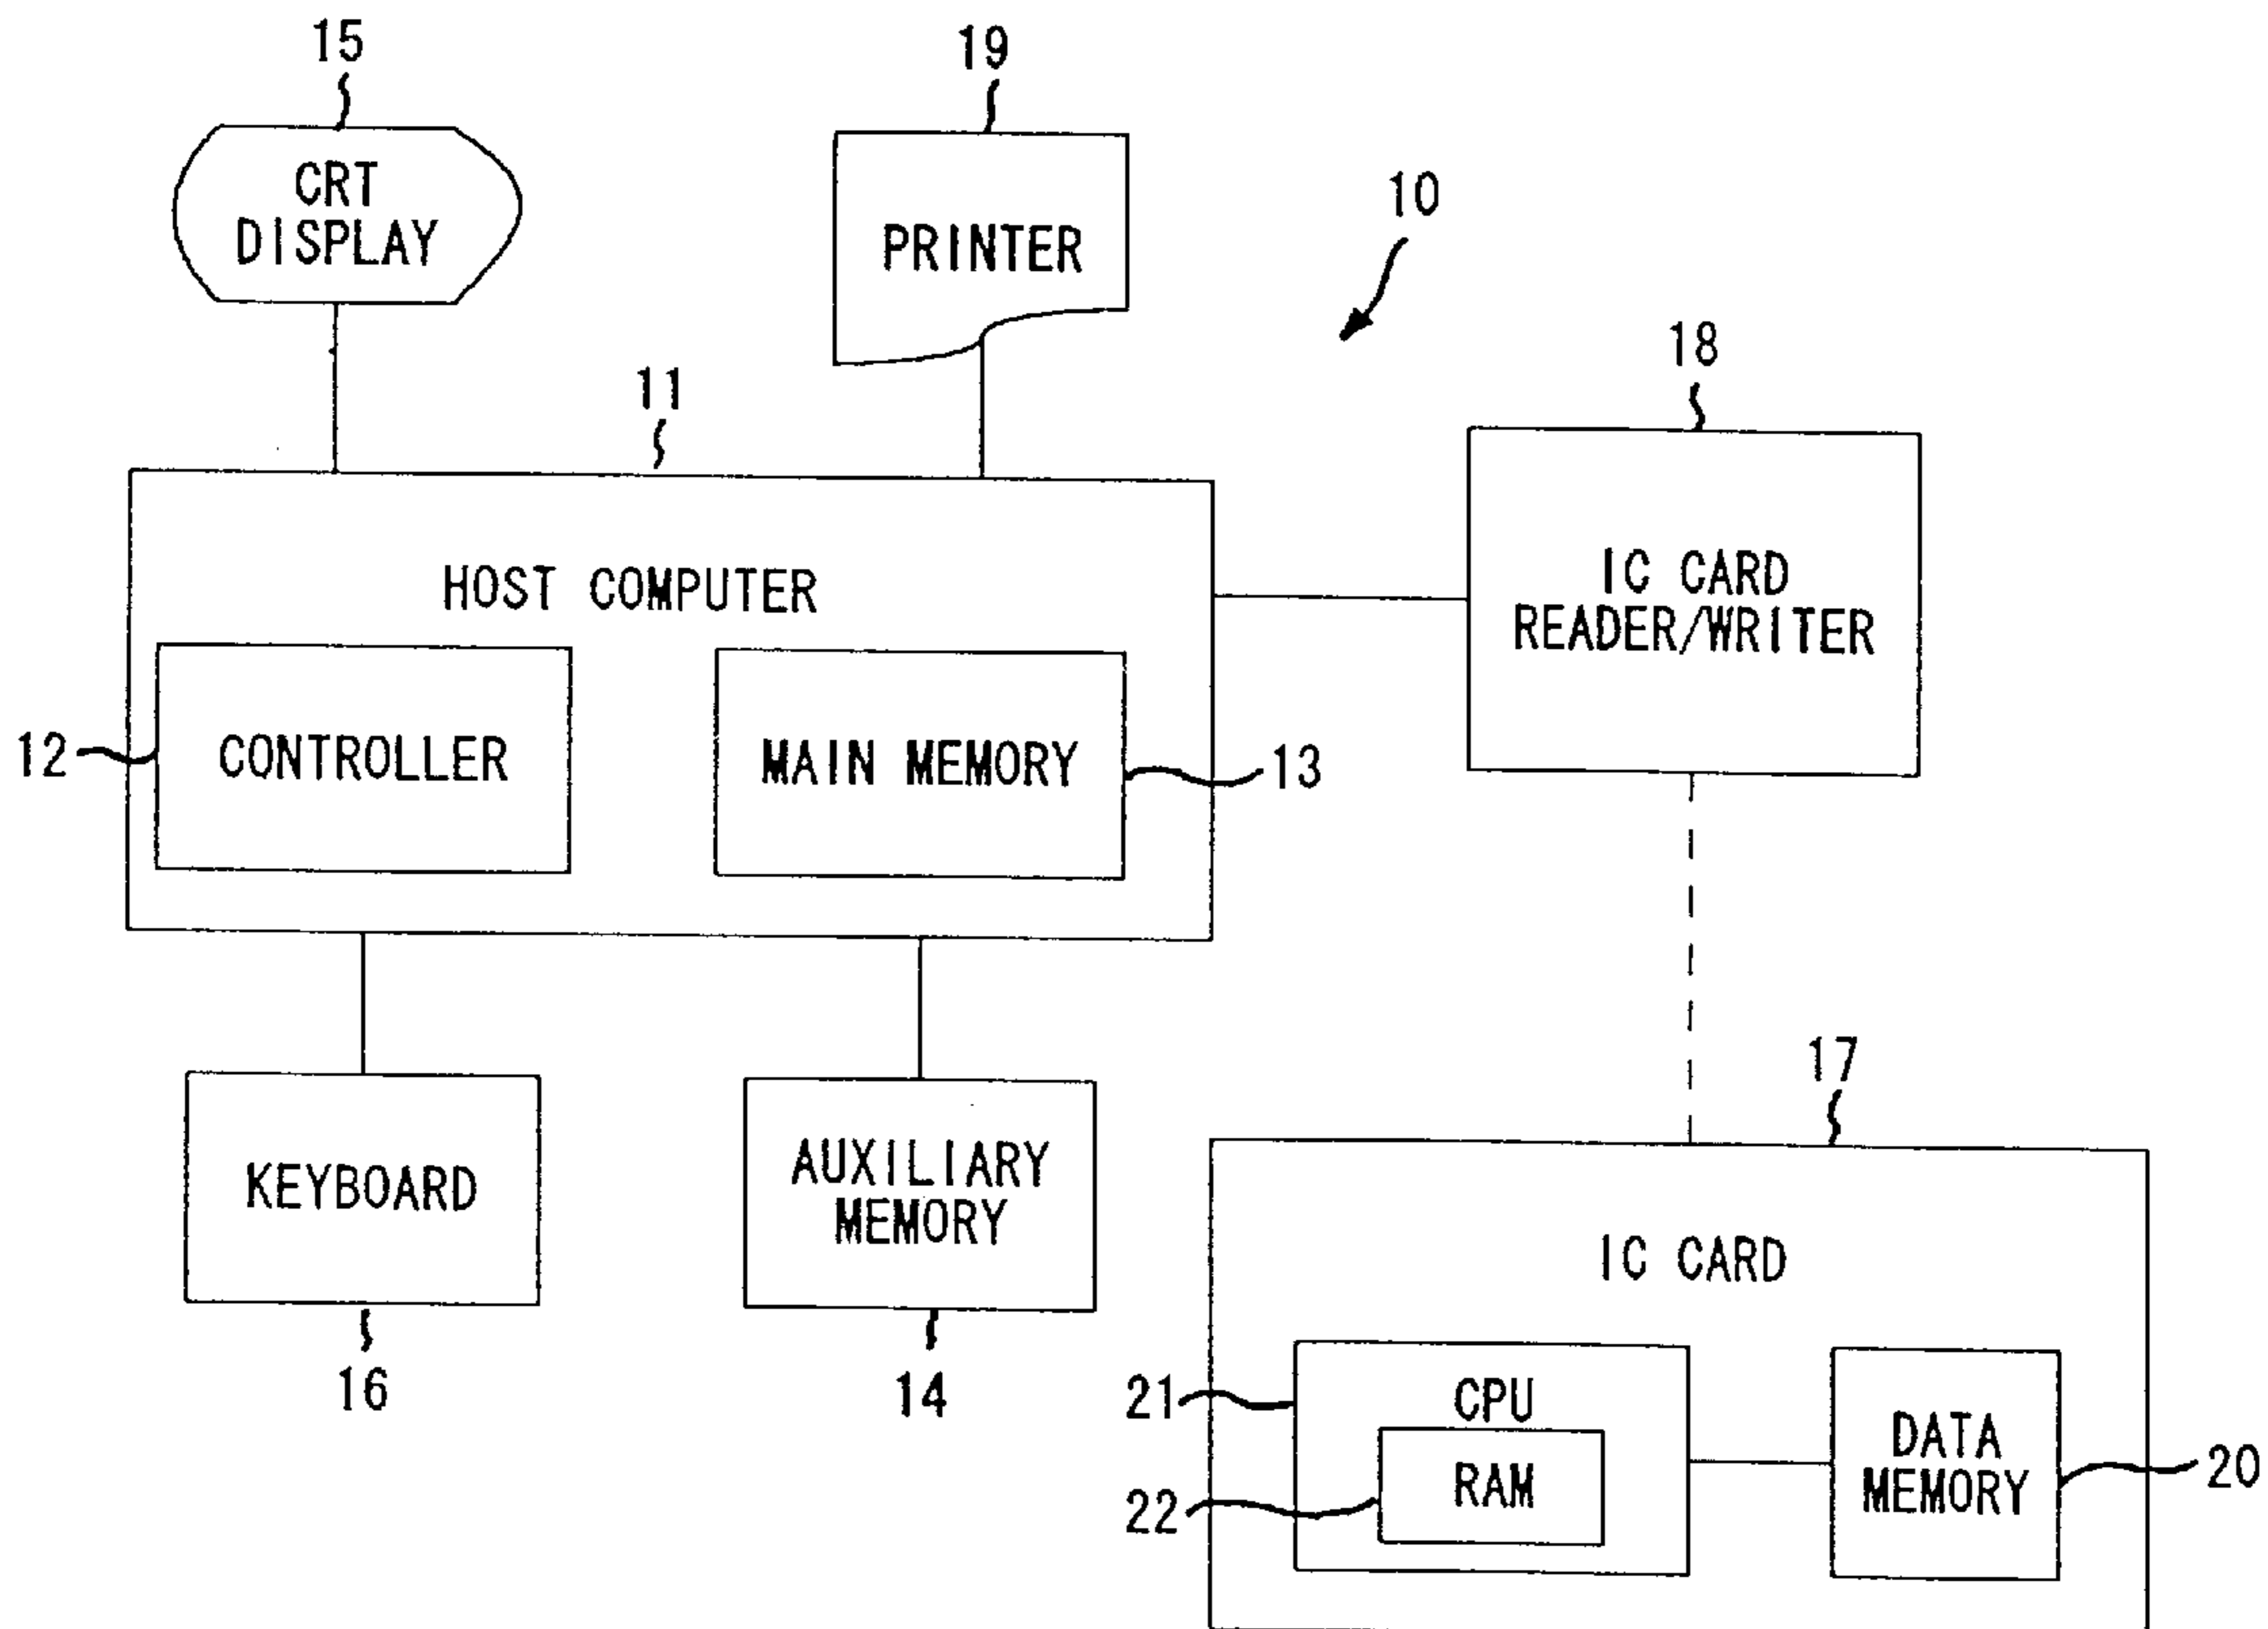 15
19
CRT
DISPLAY
PRINTER
10
18
11
HOST COMPUTER
IC CARD
READER/WRITER
12
CONTROLLER
MAIN MEMORY
13
17
KEYBOARD
AUXILIARY
MEMORY
IC CARD
16
14
21
CPU
DATA
MEMORY
20
22
RAM